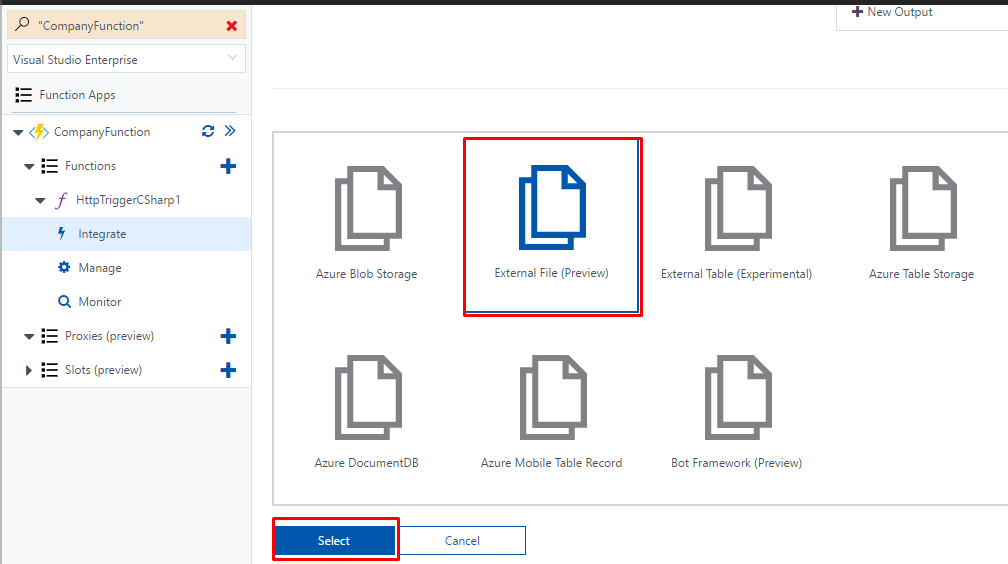 "CompanyFunction"
Visual Studio Enterprise
Function Apps
CompanyFunction
Functions
HttpTriggerCSharp1
Integrate
Manage
Monitor
Proxies (preview)
Slots (preview)
New Output
Azure Blob Storage
External File (Preview)
External Table (Experimental)
Azure Table Storage
Azure DocumentDB
Azure Mobile Table Record
Bot Framework (Preview)
Select
Cancel